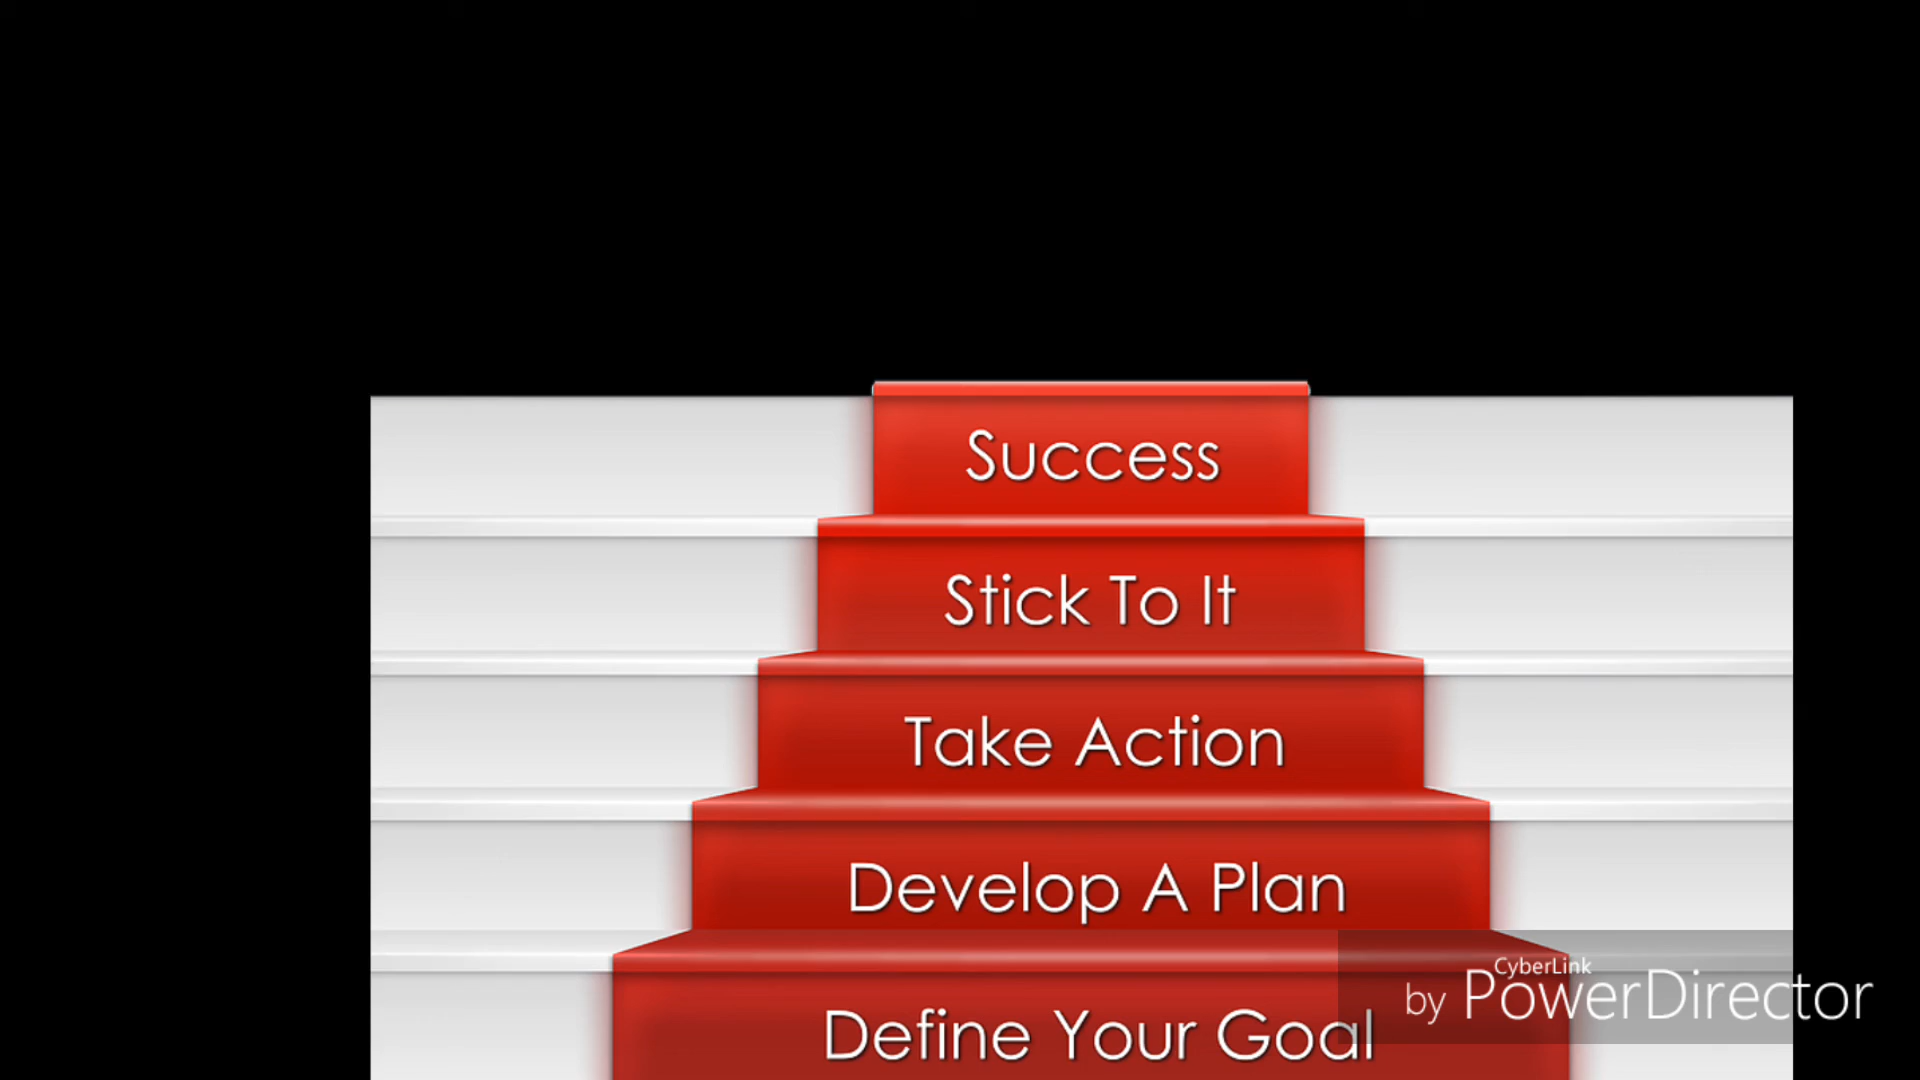 Success
Stick To It
Take Action
Develop A Plan
Define Your Goal
CyberLink
by PowerDirector